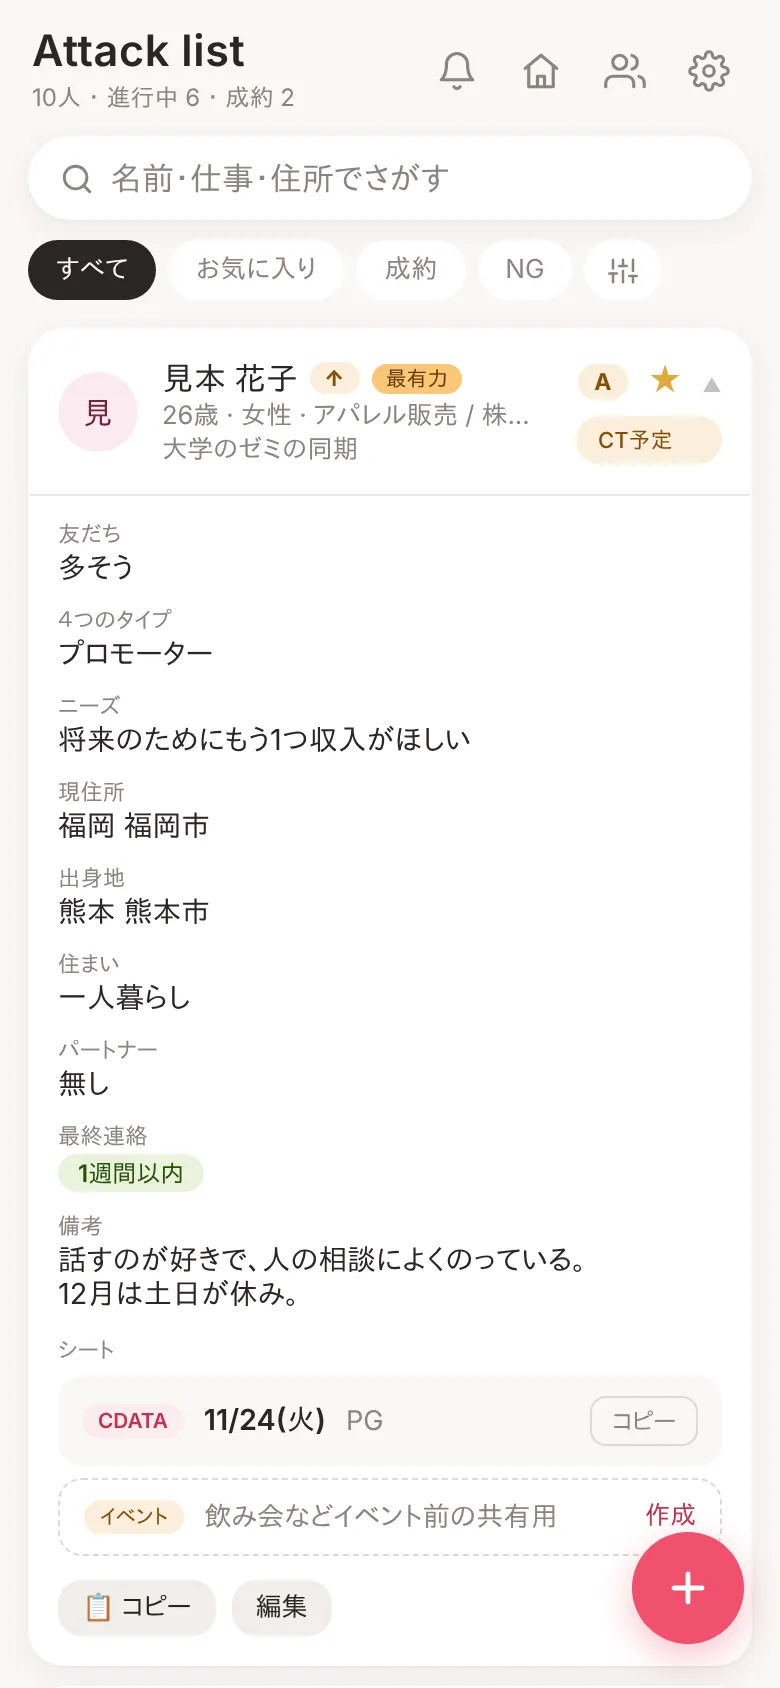 Attack list
10人・進行中 6・成約 2
名前・仕事・住所でさがす
すべて
お気に入り
成約
NG
見
見本 花子
↑
最有力
A
★
▲
26歳・女性・アパレル販売 / 株...
大学のゼミの同期
CT予定
友だち
多そう
4つのタイプ
プロモーター
ニーズ
将来のためにもう1つ収入がほしい
現住所
福岡 福岡市
出身地
熊本 熊本市
住まい
一人暮らし
パートナー
無し
最終連絡
1週間以内
備考
話すのが好きで、人の相談によくのっている。
12月は土日が休み。
シート
CDATA 11/24(火) PG コピー
イベント 飲み会などイベント前の共有用 作成
コピー 編集
+